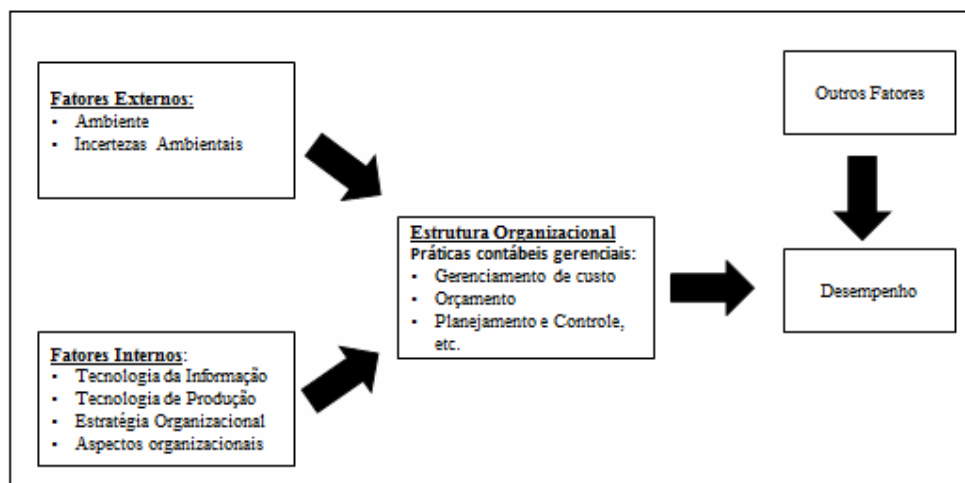 Fatores Externos:
▪ Ambiente
▪ Incertezas Ambientais
Outros Fatores
Estrutura Organizacional
Práticas contábeis gerenciais:
▪ Gerenciamento de custo
▪ Orçamento
▪ Planejamento e Controle,
etc.
Desempenho
Fatores Internos:
▪ Tecnologia da Informação
▪ Tecnologia de Produção
▪ Estratégia Organizacional
▪ Aspectos organizacionais